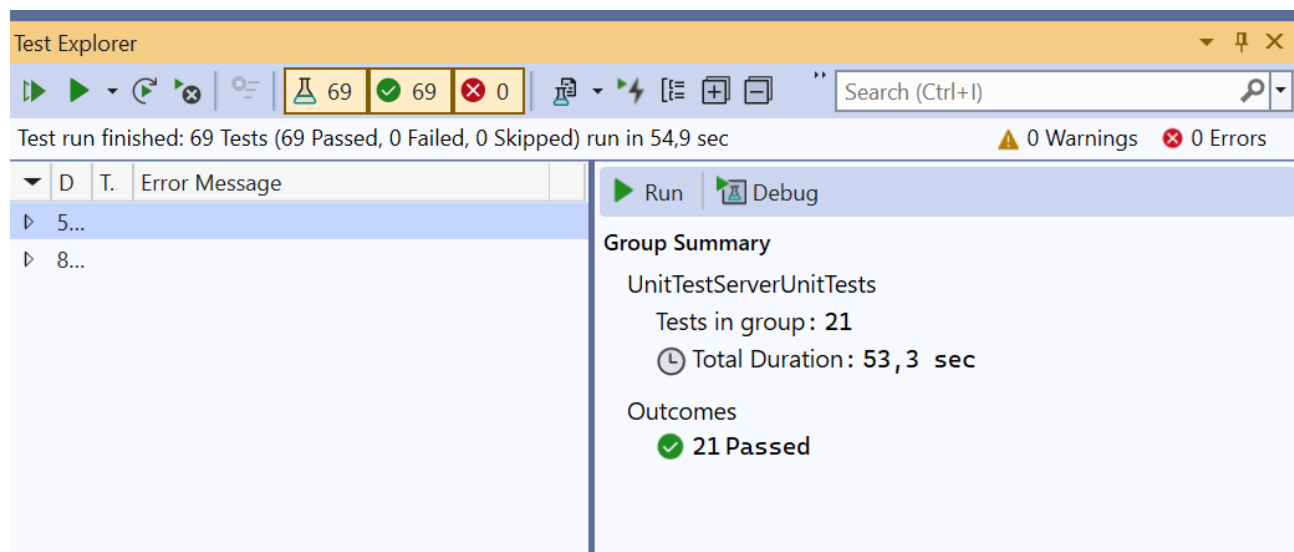 Test Explorer
69 69 0 Search (Ctrl+I)
Test run finished: 69 Tests (69 Passed, 0 Failed, 0 Skipped) run in 54,9 sec 0 Warnings 0 Errors
D T. Error Message
5...
8...
Run Debug
Group Summary
UnitTestServerUnitTests
Tests in group: 21
Total Duration: 53,3 sec
Outcomes
21 Passed